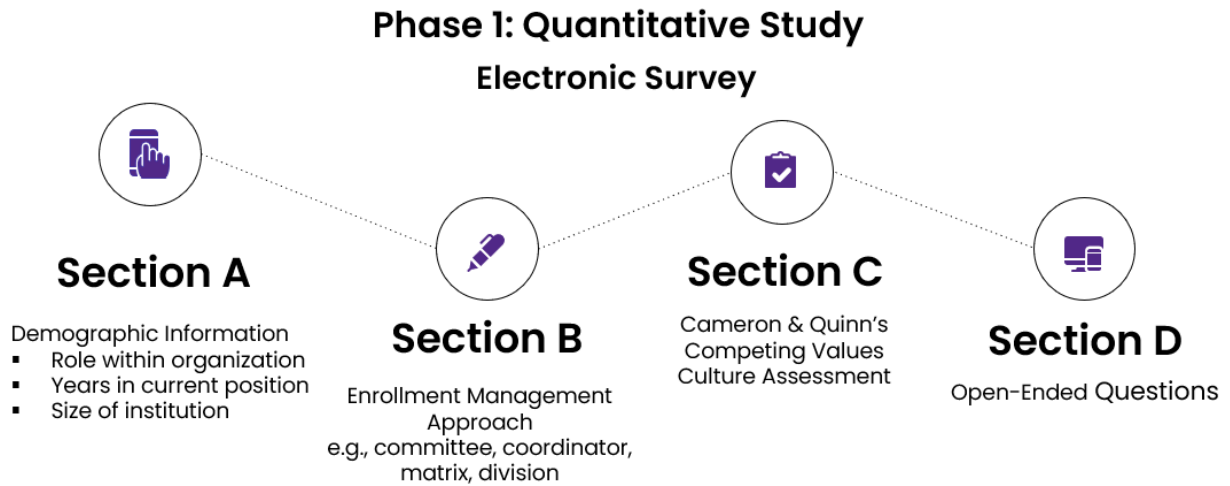 Phase 1: Quantitative Study
Electronic Survey
Section A
Demographic Information
▪ Role within organization
▪ Years in current position
▪ Size of institution
Section B
Enrollment Management
Approach
e.g., committee, coordinator,
matrix, division
Section C
Cameron & Quinn's
Competing Values
Culture Assessment
Section D
Open-Ended Questions